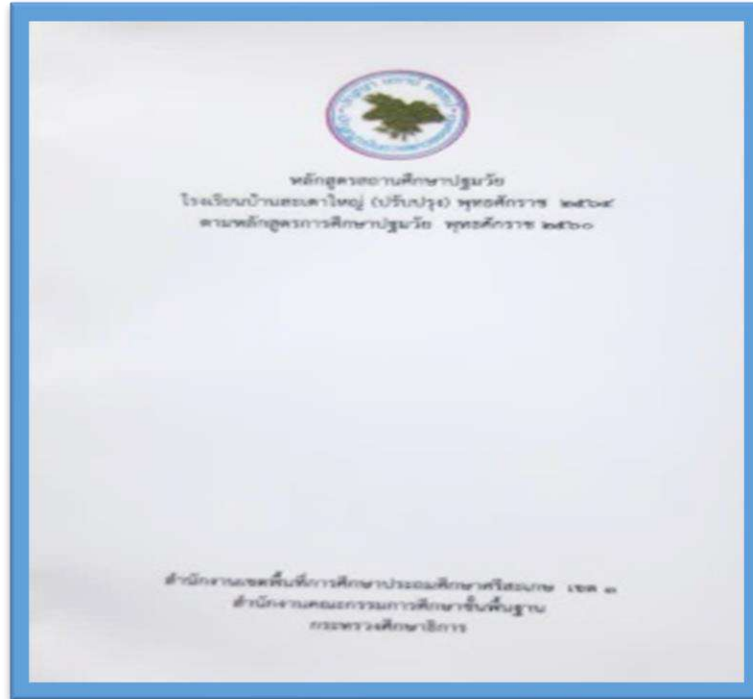 หลักสูตรสถานศึกษาปฐมวัย
โรงเรียนบ้านสะเดาใหญ่ (ปรับปรุง) พุทธศักราช ๒๕๖๔
ตามหลักสูตรการศึกษาปฐมวัย พุทธศักราช ๒๕๖๐
สำนักงานเขตพื้นที่การศึกษาประถมศึกษาศรีสะเกษ เขต ๓
สำนักงานคณะกรรมการศึกษาขั้นพื้นฐาน
กระทรวงศึกษาธิการ